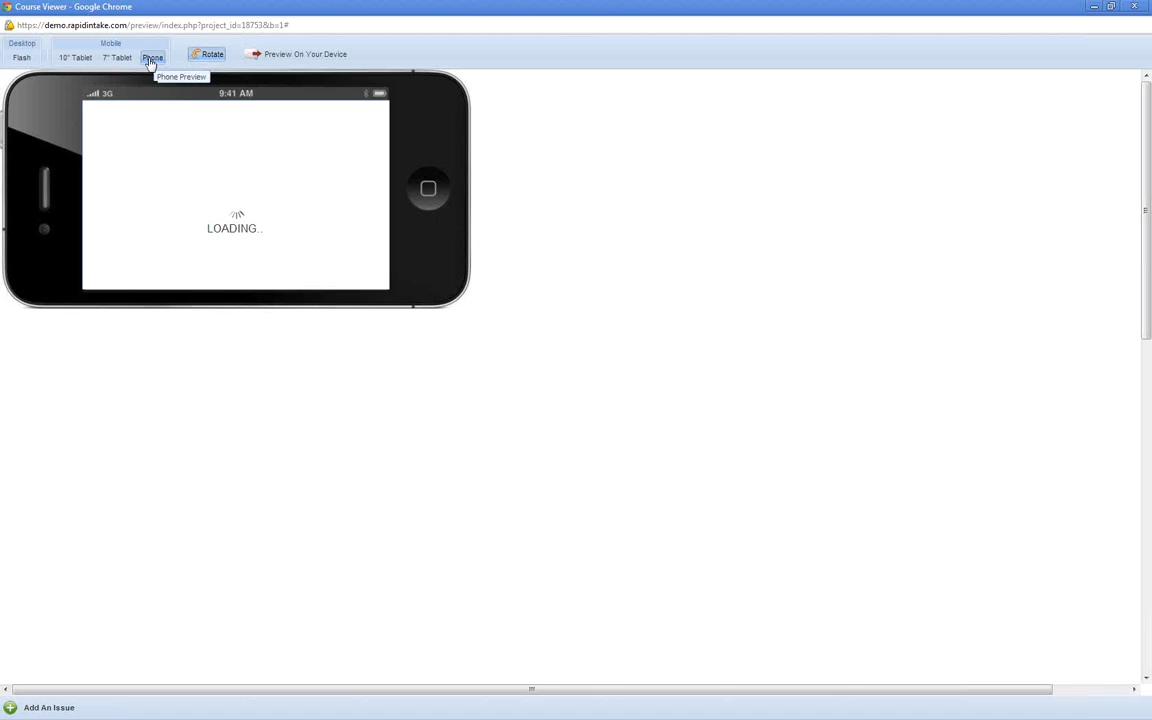 Course Viewer - Google Chrome
https://demo.rapidintake.com/preview/index.php?project_id=18753&b=1#
Desktop
Mobile
Flash
10" Tablet
7" Tablet
Phone
Rotate
Preview On Your Device
Phone Preview
3G
9:41 AM
LOADING..
Add An Issue